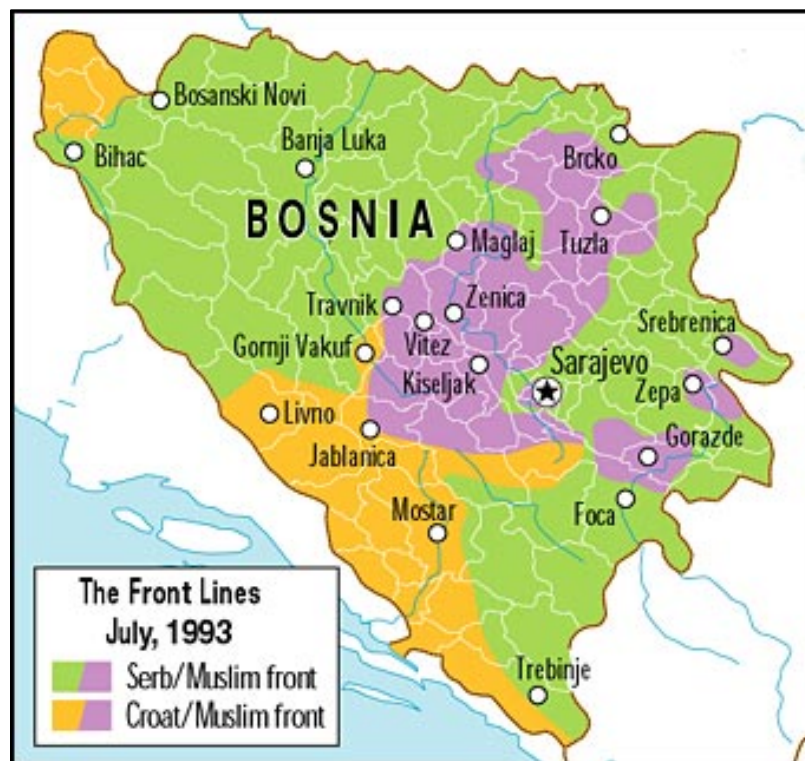 Bosanski Novi
Bihac
Banja Luka
Brcko
BOSNIA
Maglaj
Tuzla
Travnik
Zenica
Vitez
Srebrenica
Gornji Vakuf
Kiseljak
Sarajevo
Zepa
Livno
Jablanica
Gorazde
Mostar
Foca
Trebinje
The Front Lines
July, 1993
Serb/Muslim front
Croat/Muslim front